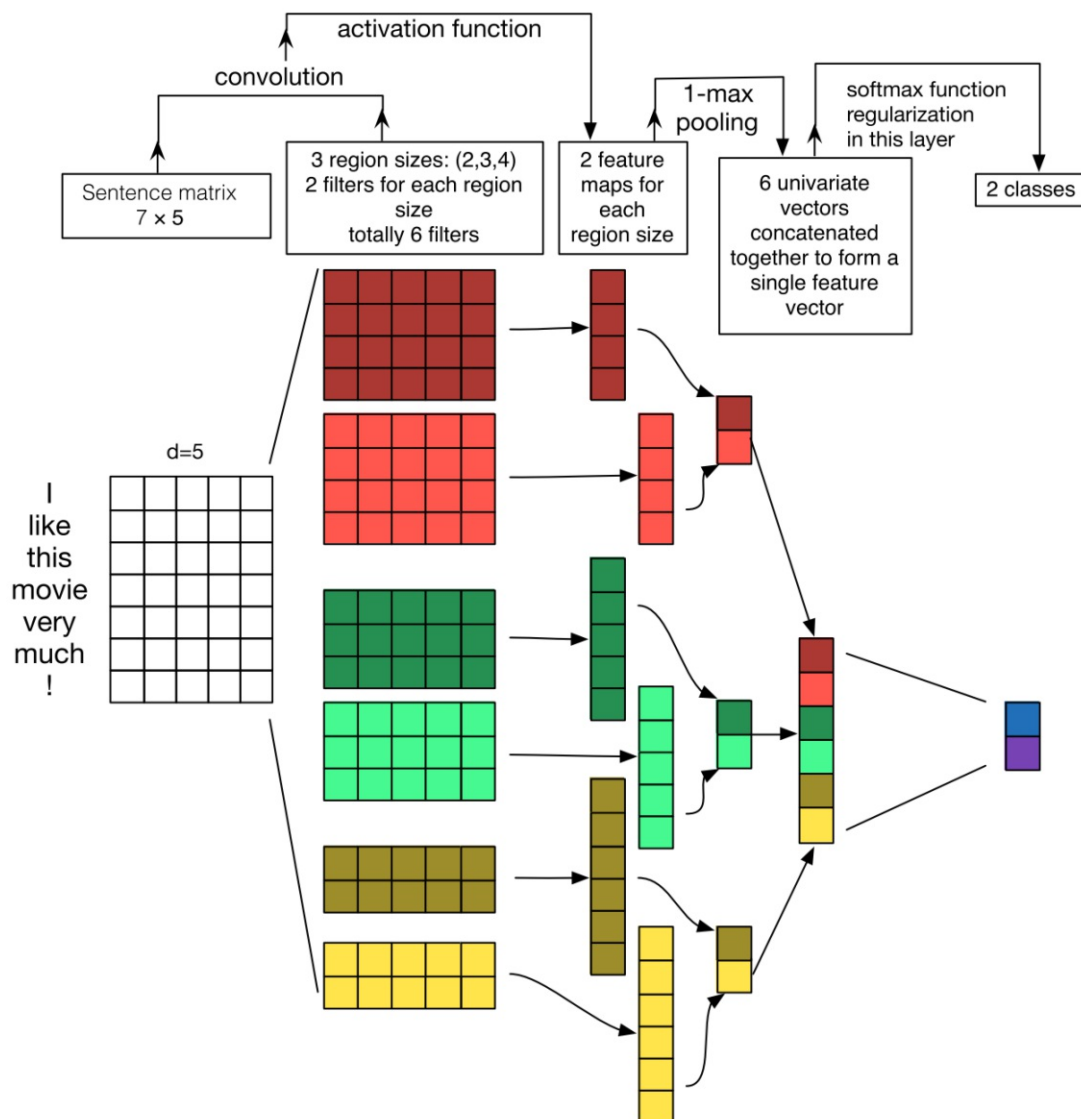 activation function
convolution
1-max
pooling
softmax function
regularization
in this layer
Sentence matrix
7 × 5
3 region sizes: (2,3,4)
2 filters for each region
size
totally 6 filters
2 feature
maps for
each
region size
6 univariate
vectors
concatenated
together to form a
single feature
vector
2 classes
d=5
I
like
this
movie
very
much
!